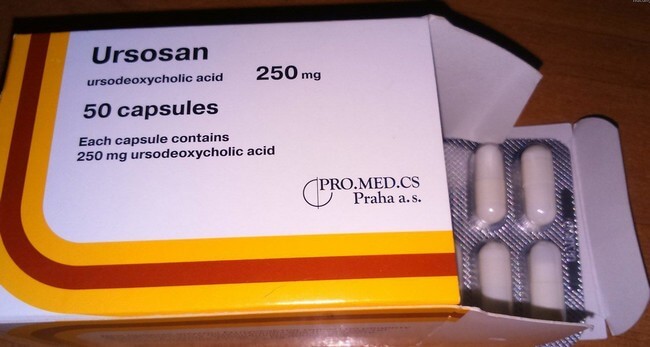 Ursosan
ursodeoxycholic acid 250 mg
50 capsules
Each capsule contains
250 mg ursodeoxycholic acid
PRO.MED.CS
Praha a.s.